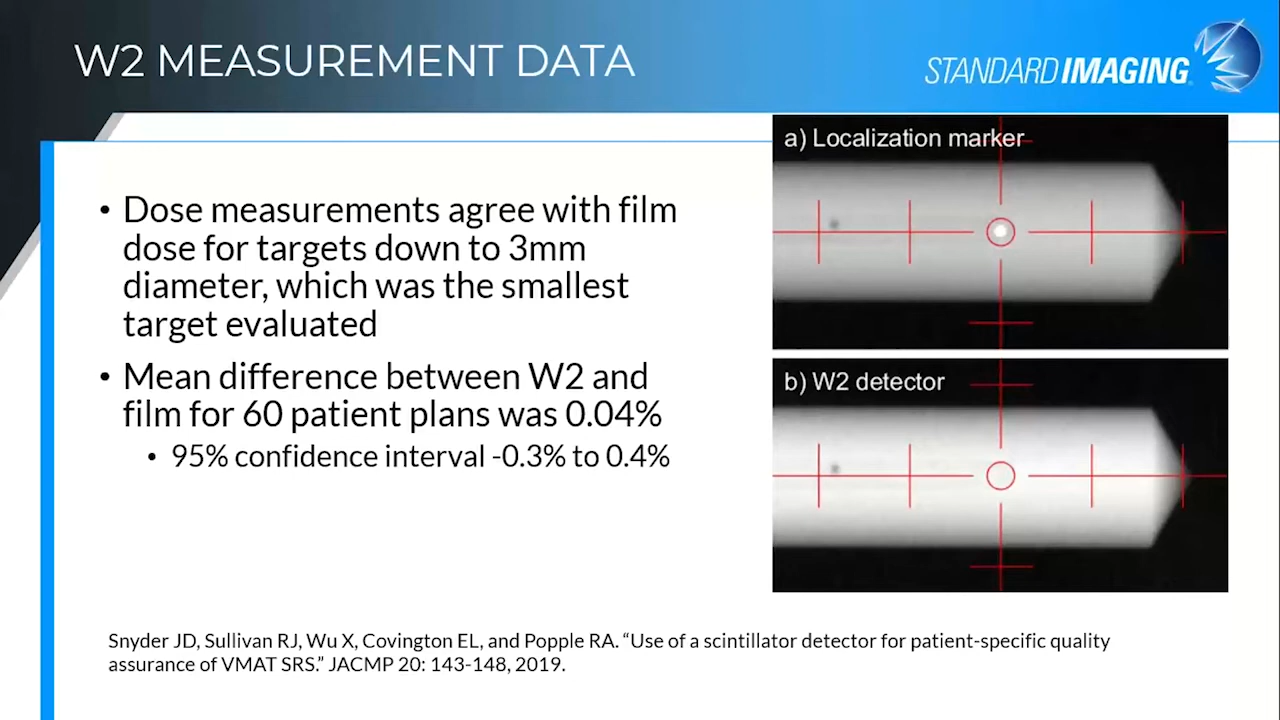 W2 MEASUREMENT DATA
STANDARD IMAGING
a) Localization marker
• Dose measurements agree with film
dose for targets down to 3mm
diameter, which was the smallest
target evaluated
• Mean difference between W2 and
film for 60 patient plans was 0.04%
• 95% confidence interval -0.3% to 0.4%
b) W2 detector
Snyder JD, Sullivan RJ, Wu X, Covington EL, and Popple RA. “Use of a scintillator detector for patient-specific quality
assurance of VMAT SRS.” JACMP 20: 143-148, 2019.